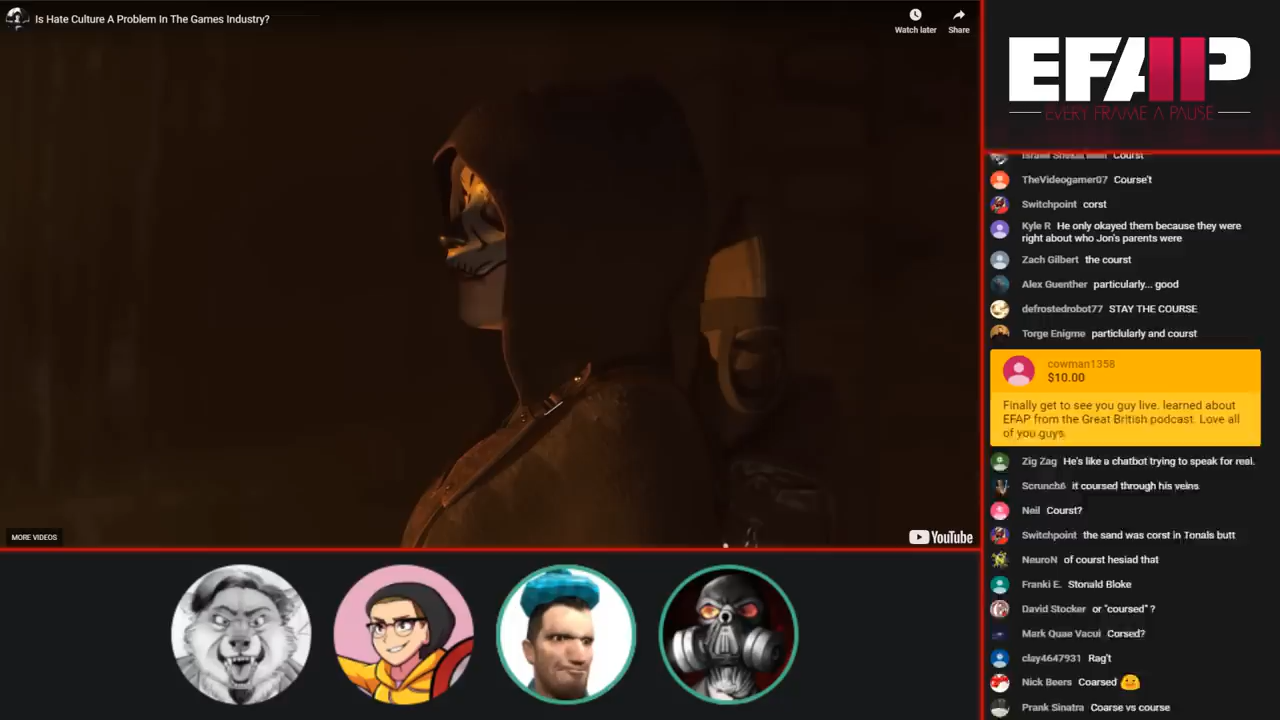 Is Hate Culture A Problem In The Games Industry?
Watch later
Share
MORE VIDEOS
YouTube
EFAP
EVERY FRAME A PAUSE
Courst
TheVideogamer07 Course't
Switchpoint corst
Kyle R He only okayed them because they were
right about who Jon's parents were
Zach Gilbert the courst
Alex Guenther particularly... good
defrostedrobot77 STAY THE COURSE
Torge Enigme particlularly and courst
cowman1358
$10.00
Finally get to see you guy live. learned about
EFAP from the Great British podcast. Love all
of you guys
Zig Zag He's like a chatbot trying to speak for real.
Scrunch6 it coursed through his veins
Neil Courst?
Switchpoint the sand was corst in Tonals butt
NeuroN of courst hesiad that
Franki E. Stonald Bloke
David Stocker or "coursed" ?
Mark Quae Vacui Corsed?
clay4647931 Rag't
Nick Beers Coarsed
Prank Sinatra Coarse vs course